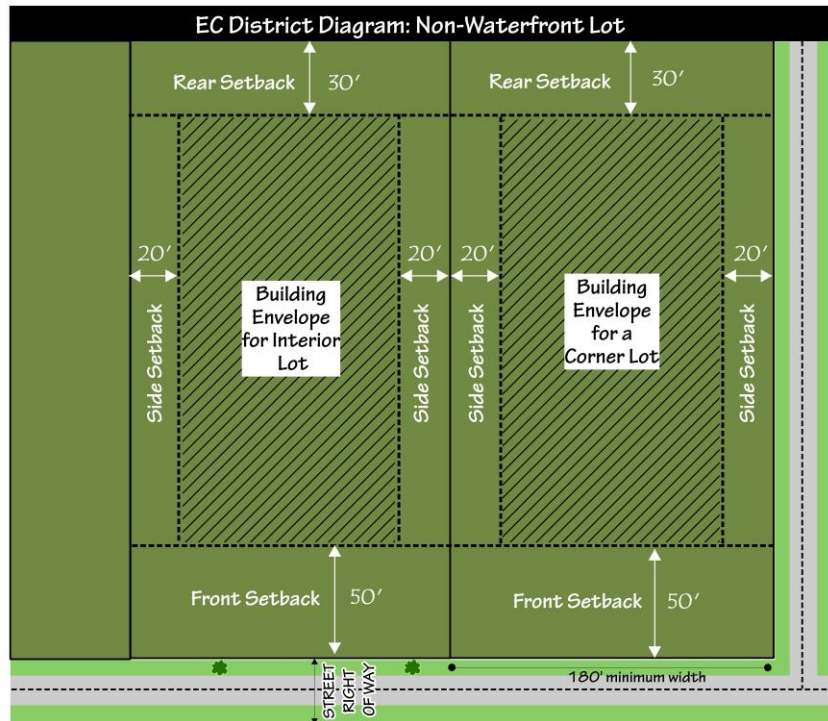 EC District Diagram: Non-Waterfront Lot
Rear Setback 30'
Rear Setback 30'
20'
20'
20'
20'
Building
Envelope
for Interior
Lot
Building
Envelope
for a
Corner Lot
Side Setback
Side Setback
Side Setback
Side Setback
Front Setback 50'
Front Setback 50'
STREET
RIGHT
OF WAY
180' minimum width